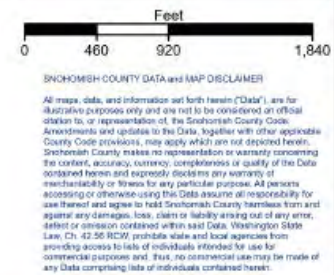 Feet
0 460 920 1,840
SNOHOMISH COUNTY DATA and MAP DISCLAIMER
All maps, data, and information set forth herein ("Data"), are for
illustrative purposes only and are not to be considered an official
citation to, or representation of, the Snohomish County Code.
Amendments and updates to the Data, together with other applicable
County Code provisions, may apply which are not depicted herein.
Snohomish County makes no representation or warranty concerning
the content, accuracy, currency, completeness or quality of the Data
contained herein and expressly disclaims any warranty of
merchantability or fitness for any particular purpose. All persons
accessing or otherwise using this Data assume all responsibility for
use thereof and agree to hold Snohomish County harmless from and
against any damages, loss, claim or liability arising out of any error,
defect or omission contained within said Data. Washington State
Law, Ch. 42.56 RCW, prohibits state and local agencies from
providing access to lists of individuals intended for use for
commercial purposes and, thus, no commercial use may be made of
any Data comprising lists of individuals contained herein.